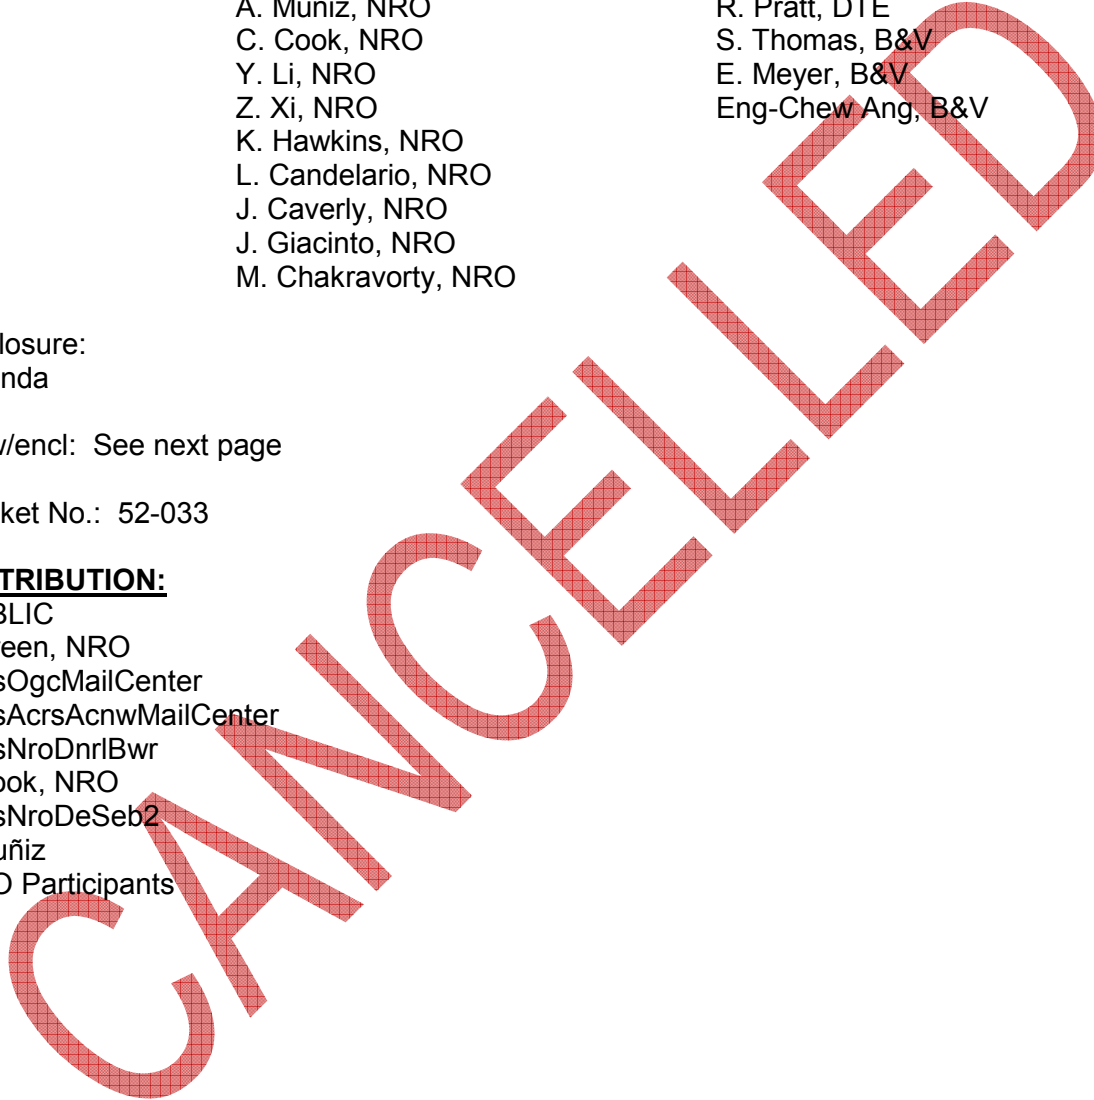 A. Muñiz, NRO
C. Cook, NRO
Y. Li, NRO
Z. Xi, NRO
K. Hawkins, NRO
L. Candelario, NRO
J. Caverly, NRO
J. Giacinto, NRO
M. Chakravorty, NRO
R. Pratt, DTE
S. Thomas, B&V
E. Meyer, B&V
Eng-Chew Ang, B&V
losure:
nda
w/encl: See next page
ket No.: 52-033
TRIBUTION:
BLIC
reen, NRO
sOgcMailCenter
sAcrsAcnwMailCenter
sNroDnrlBwr
ook, NRO
sNroDeSeb2
uñiz
O Participants
CANCELLED